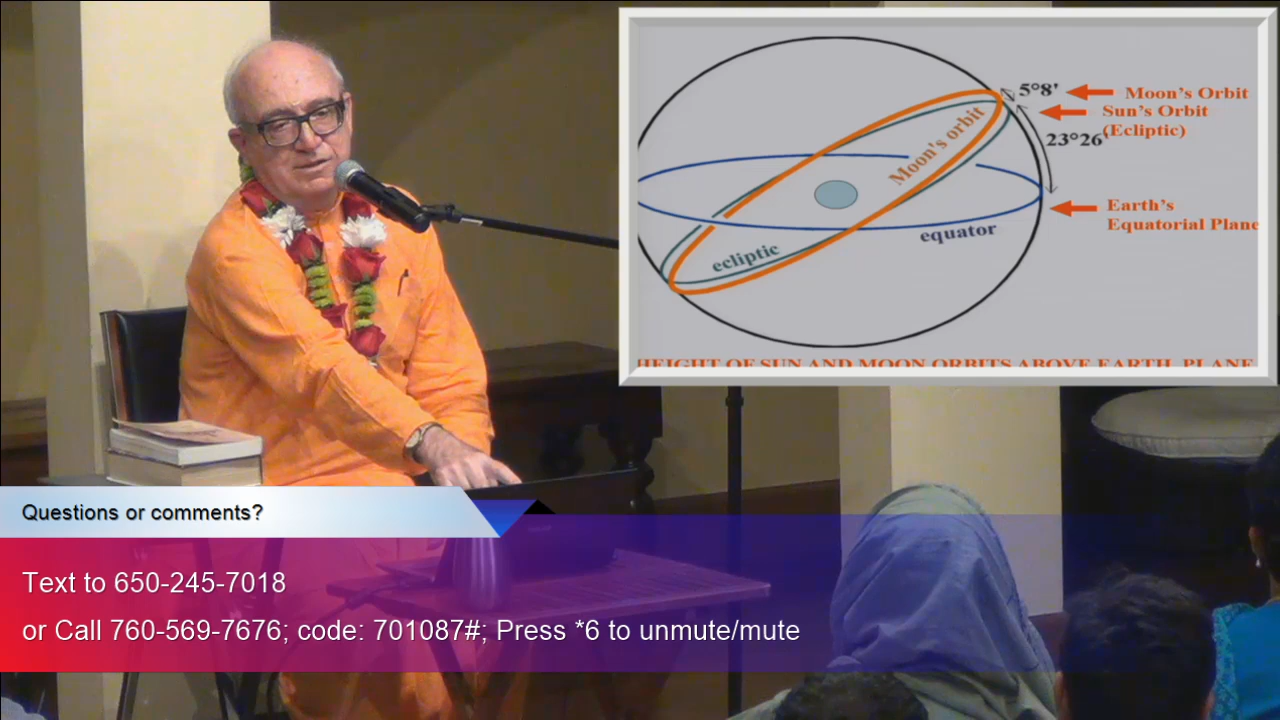 5°8'
Moon's Orbit
Sun's Orbit
(Ecliptic)
23°26'
Moon's orbit
Earth's
Equatorial Plane
equator
ecliptic
HEIGHT OF SUN AND MOON ORBITS ABOVE EARTH PLANE
Questions or comments?
Text to 650-245-7018
or Call 760-569-7676; code: 701087#; Press *6 to unmute/mute